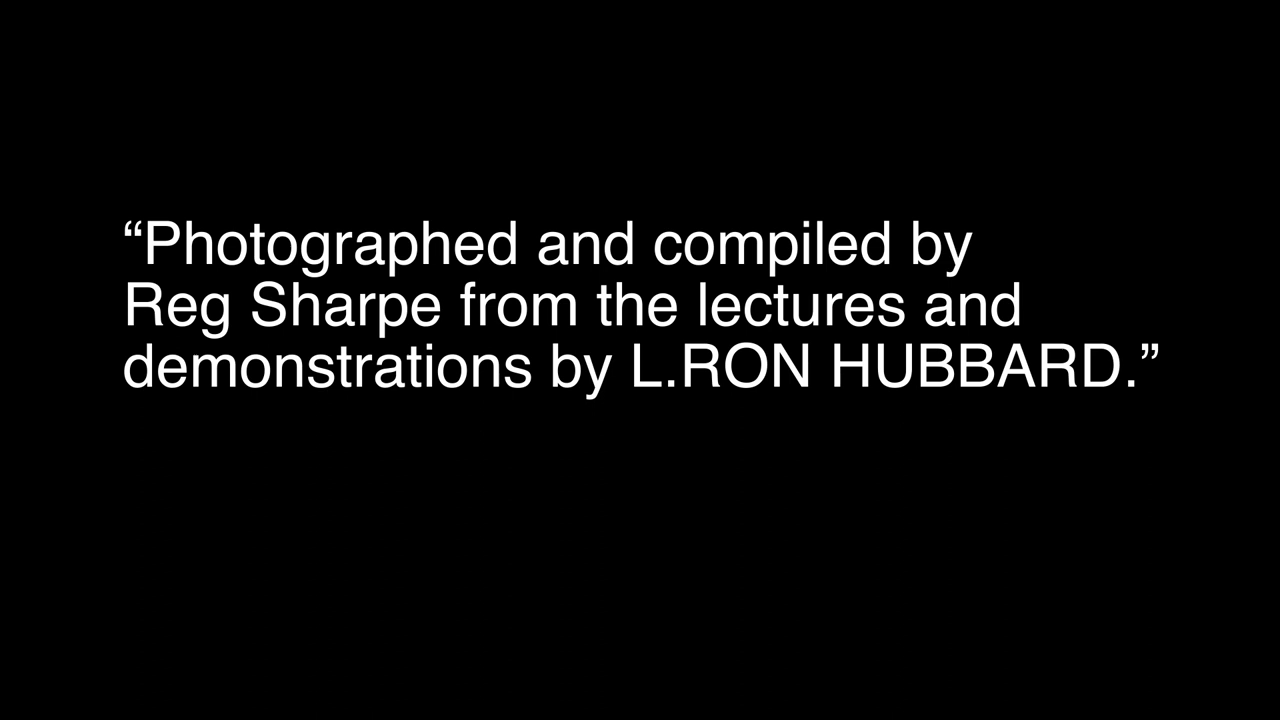 “Photographed and compiled by
Reg Sharpe from the lectures and
demonstrations by L.RON HUBBARD.”